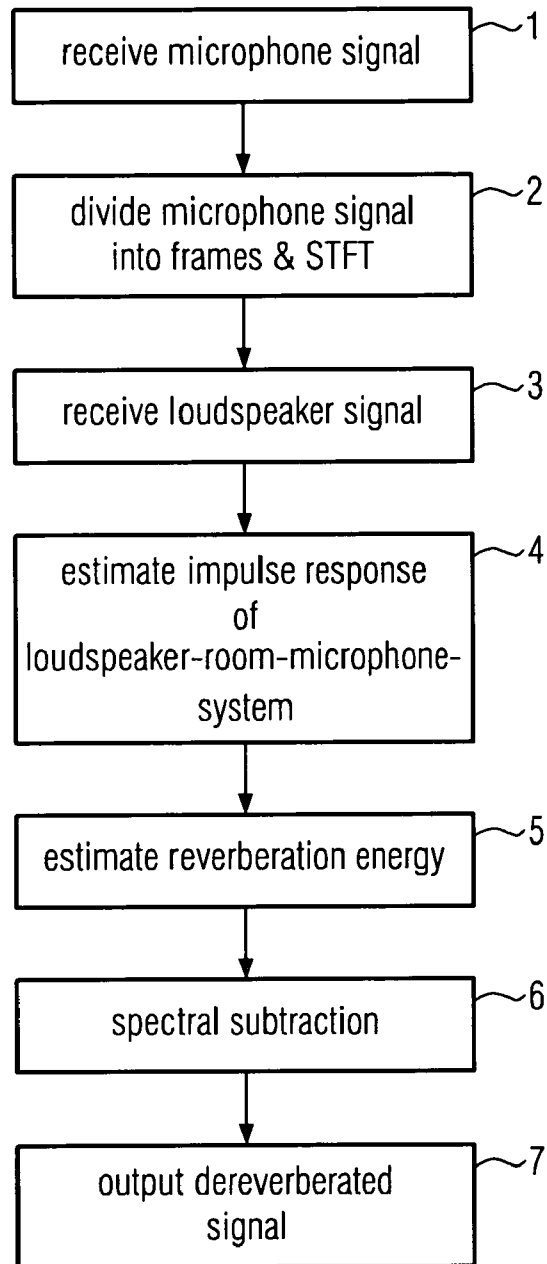 receive microphone signal
1
divide microphone signal
into frames & STFT
2
receive loudspeaker signal
3
estimate impulse response
of
loudspeaker-room-microphone-
system
4
estimate reverberation energy
5
spectral subtraction
6
output dereverberated
signal
7